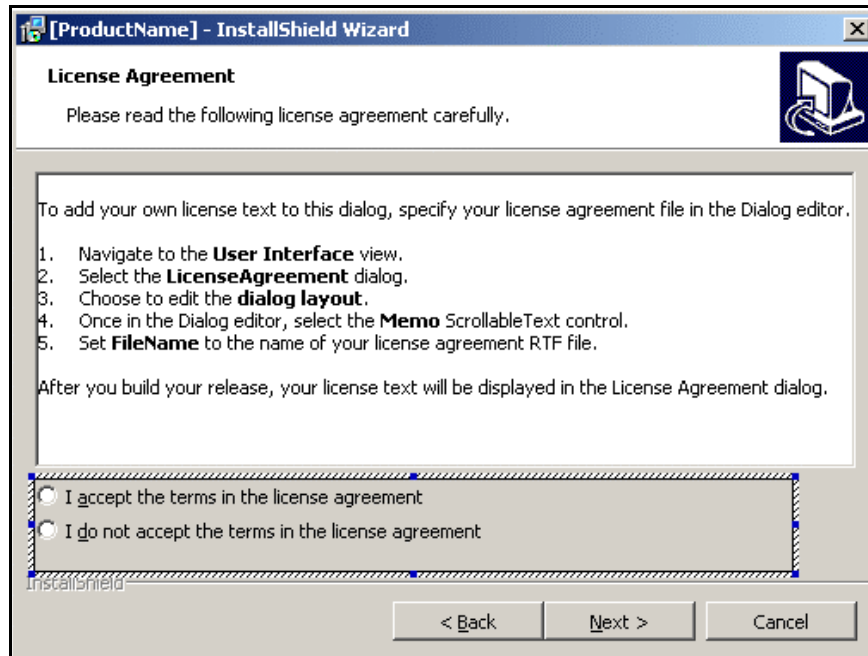 [ProductName] - InstallShield Wizard
License Agreement
Please read the following license agreement carefully.
To add your own license text to this dialog, specify your license agreement file in the Dialog editor.
1. Navigate to the User Interface view.
2. Select the LicenseAgreement dialog.
3. Choose to edit the dialog layout.
4. Once in the Dialog editor, select the Memo ScrollableText control.
5. Set FileName to the name of your license agreement RTF file.
After you build your release, your license text will be displayed in the License Agreement dialog.
I accept the terms in the license agreement
I do not accept the terms in the license agreement
InstallShield
< Back
Next >
Cancel